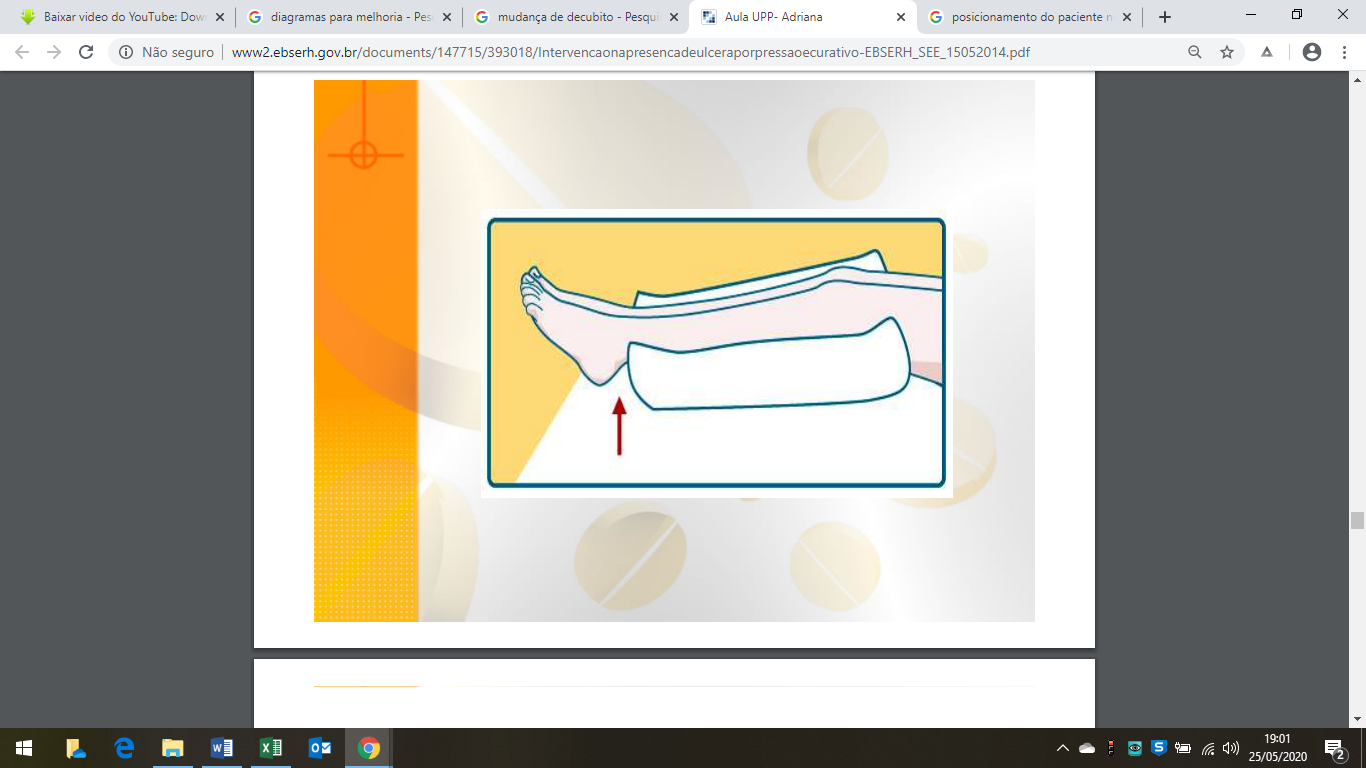 Baixar video do YouTube: Dow
diagramas para melhoria - Pes
mudança de decubito - Pesqui
Aula UPP- Adriana
posicionamento do paciente n
Não seguro
www2.ebserh.gov.br/documents/147715/393018/Intervencaonapresencadeulceraporpressaoecurativo-EBSERH_SEE_15052014.pdf
19:01
25/05/2020
2